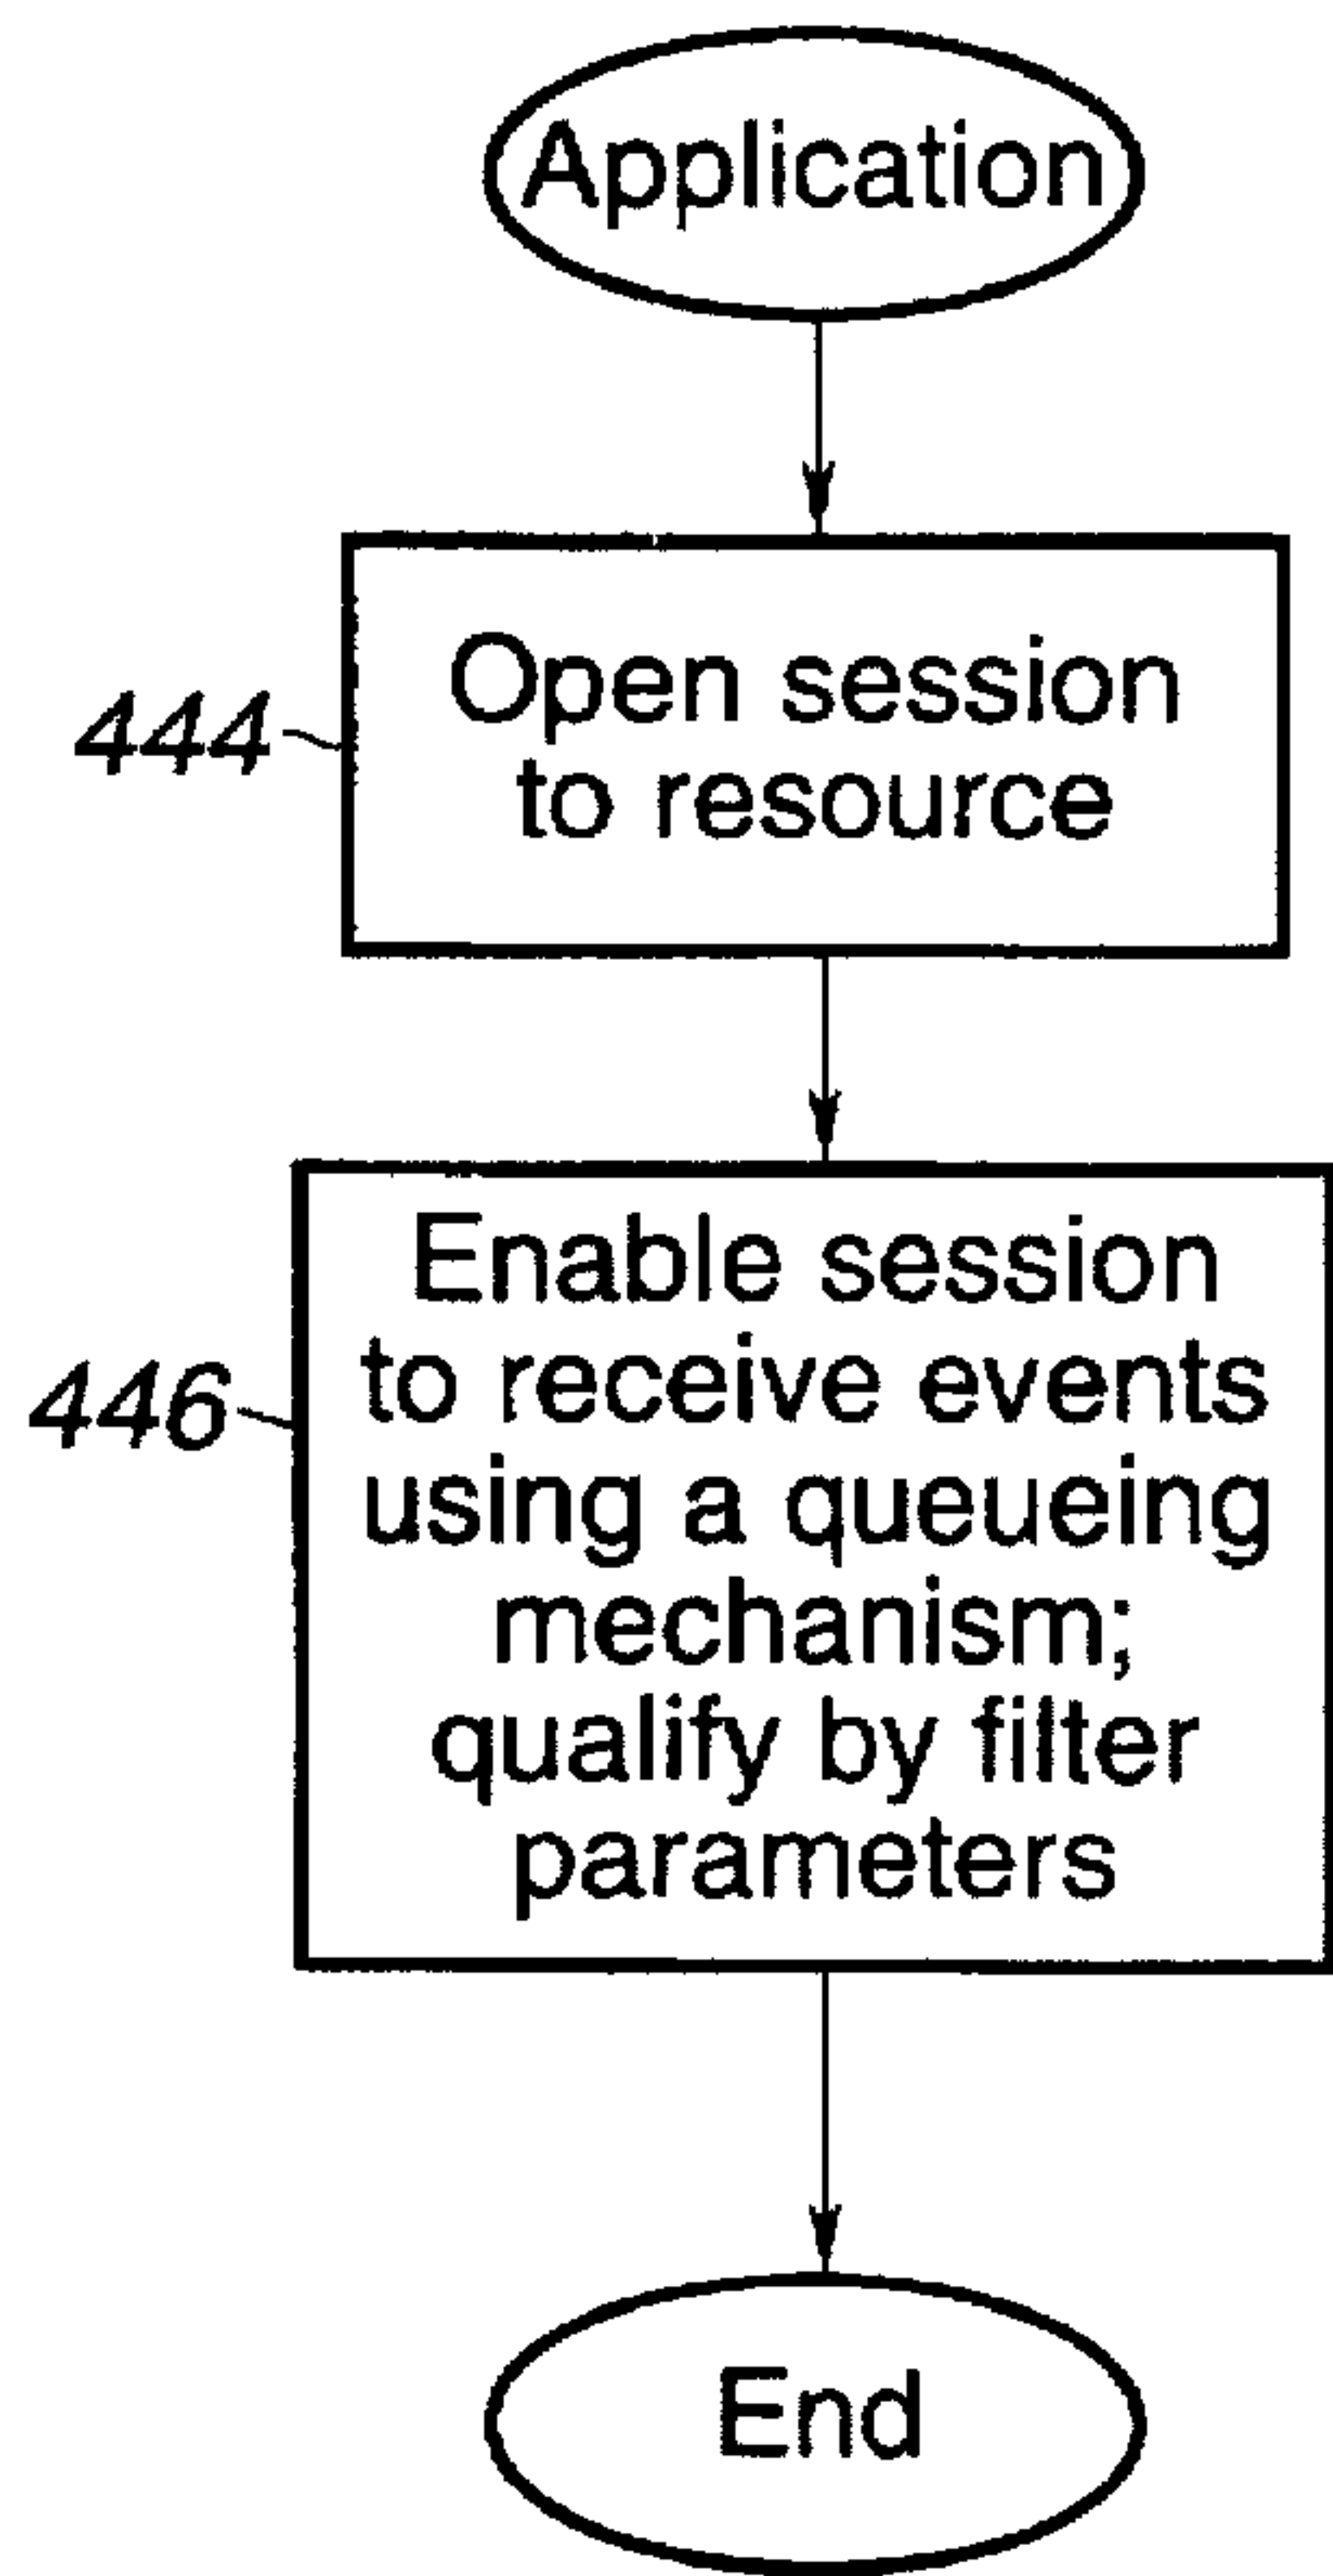 Application
Open session
to resource
444
Enable session
to receive events
using a queueing
mechanism;
qualify by filter
parameters
446
End